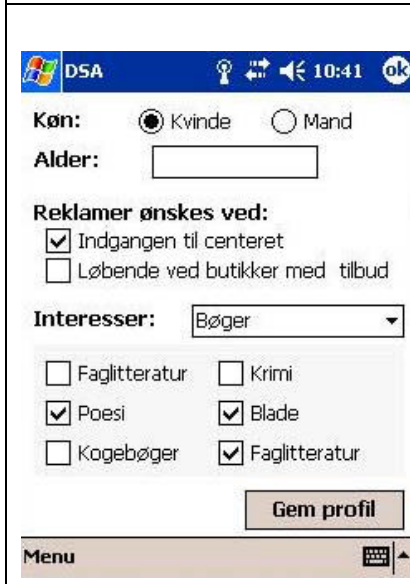 DSA 10:41 ok
Køn: Kvinde Mand
Alder:
Reklamer ønskes ved:
Indgangen til centeret
Løbende ved butikker med tilbud
Interesser: Bøger
Faglitteratur Krimi
Poesi Blade
Kogebøger Faglitteratur
Gem profil
Menu